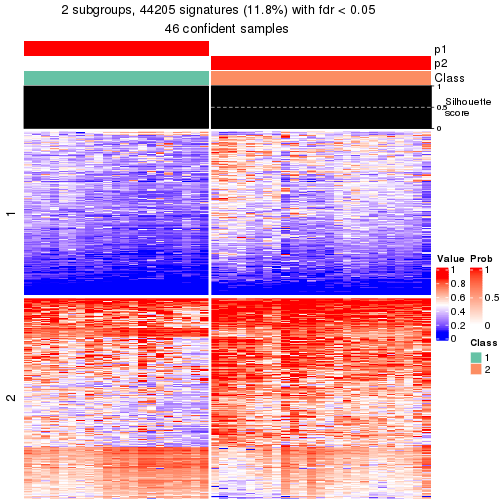 2 subgroups, 44205 signatures (11.8%) with fdr < 0.05
46 confident samples
p1
p2
Class
1
0.5
0
Silhouette
score
1
2
Value
1
0.8
0.6
0.4
0.2
0
Prob
1
0.5
0
Class
1
2